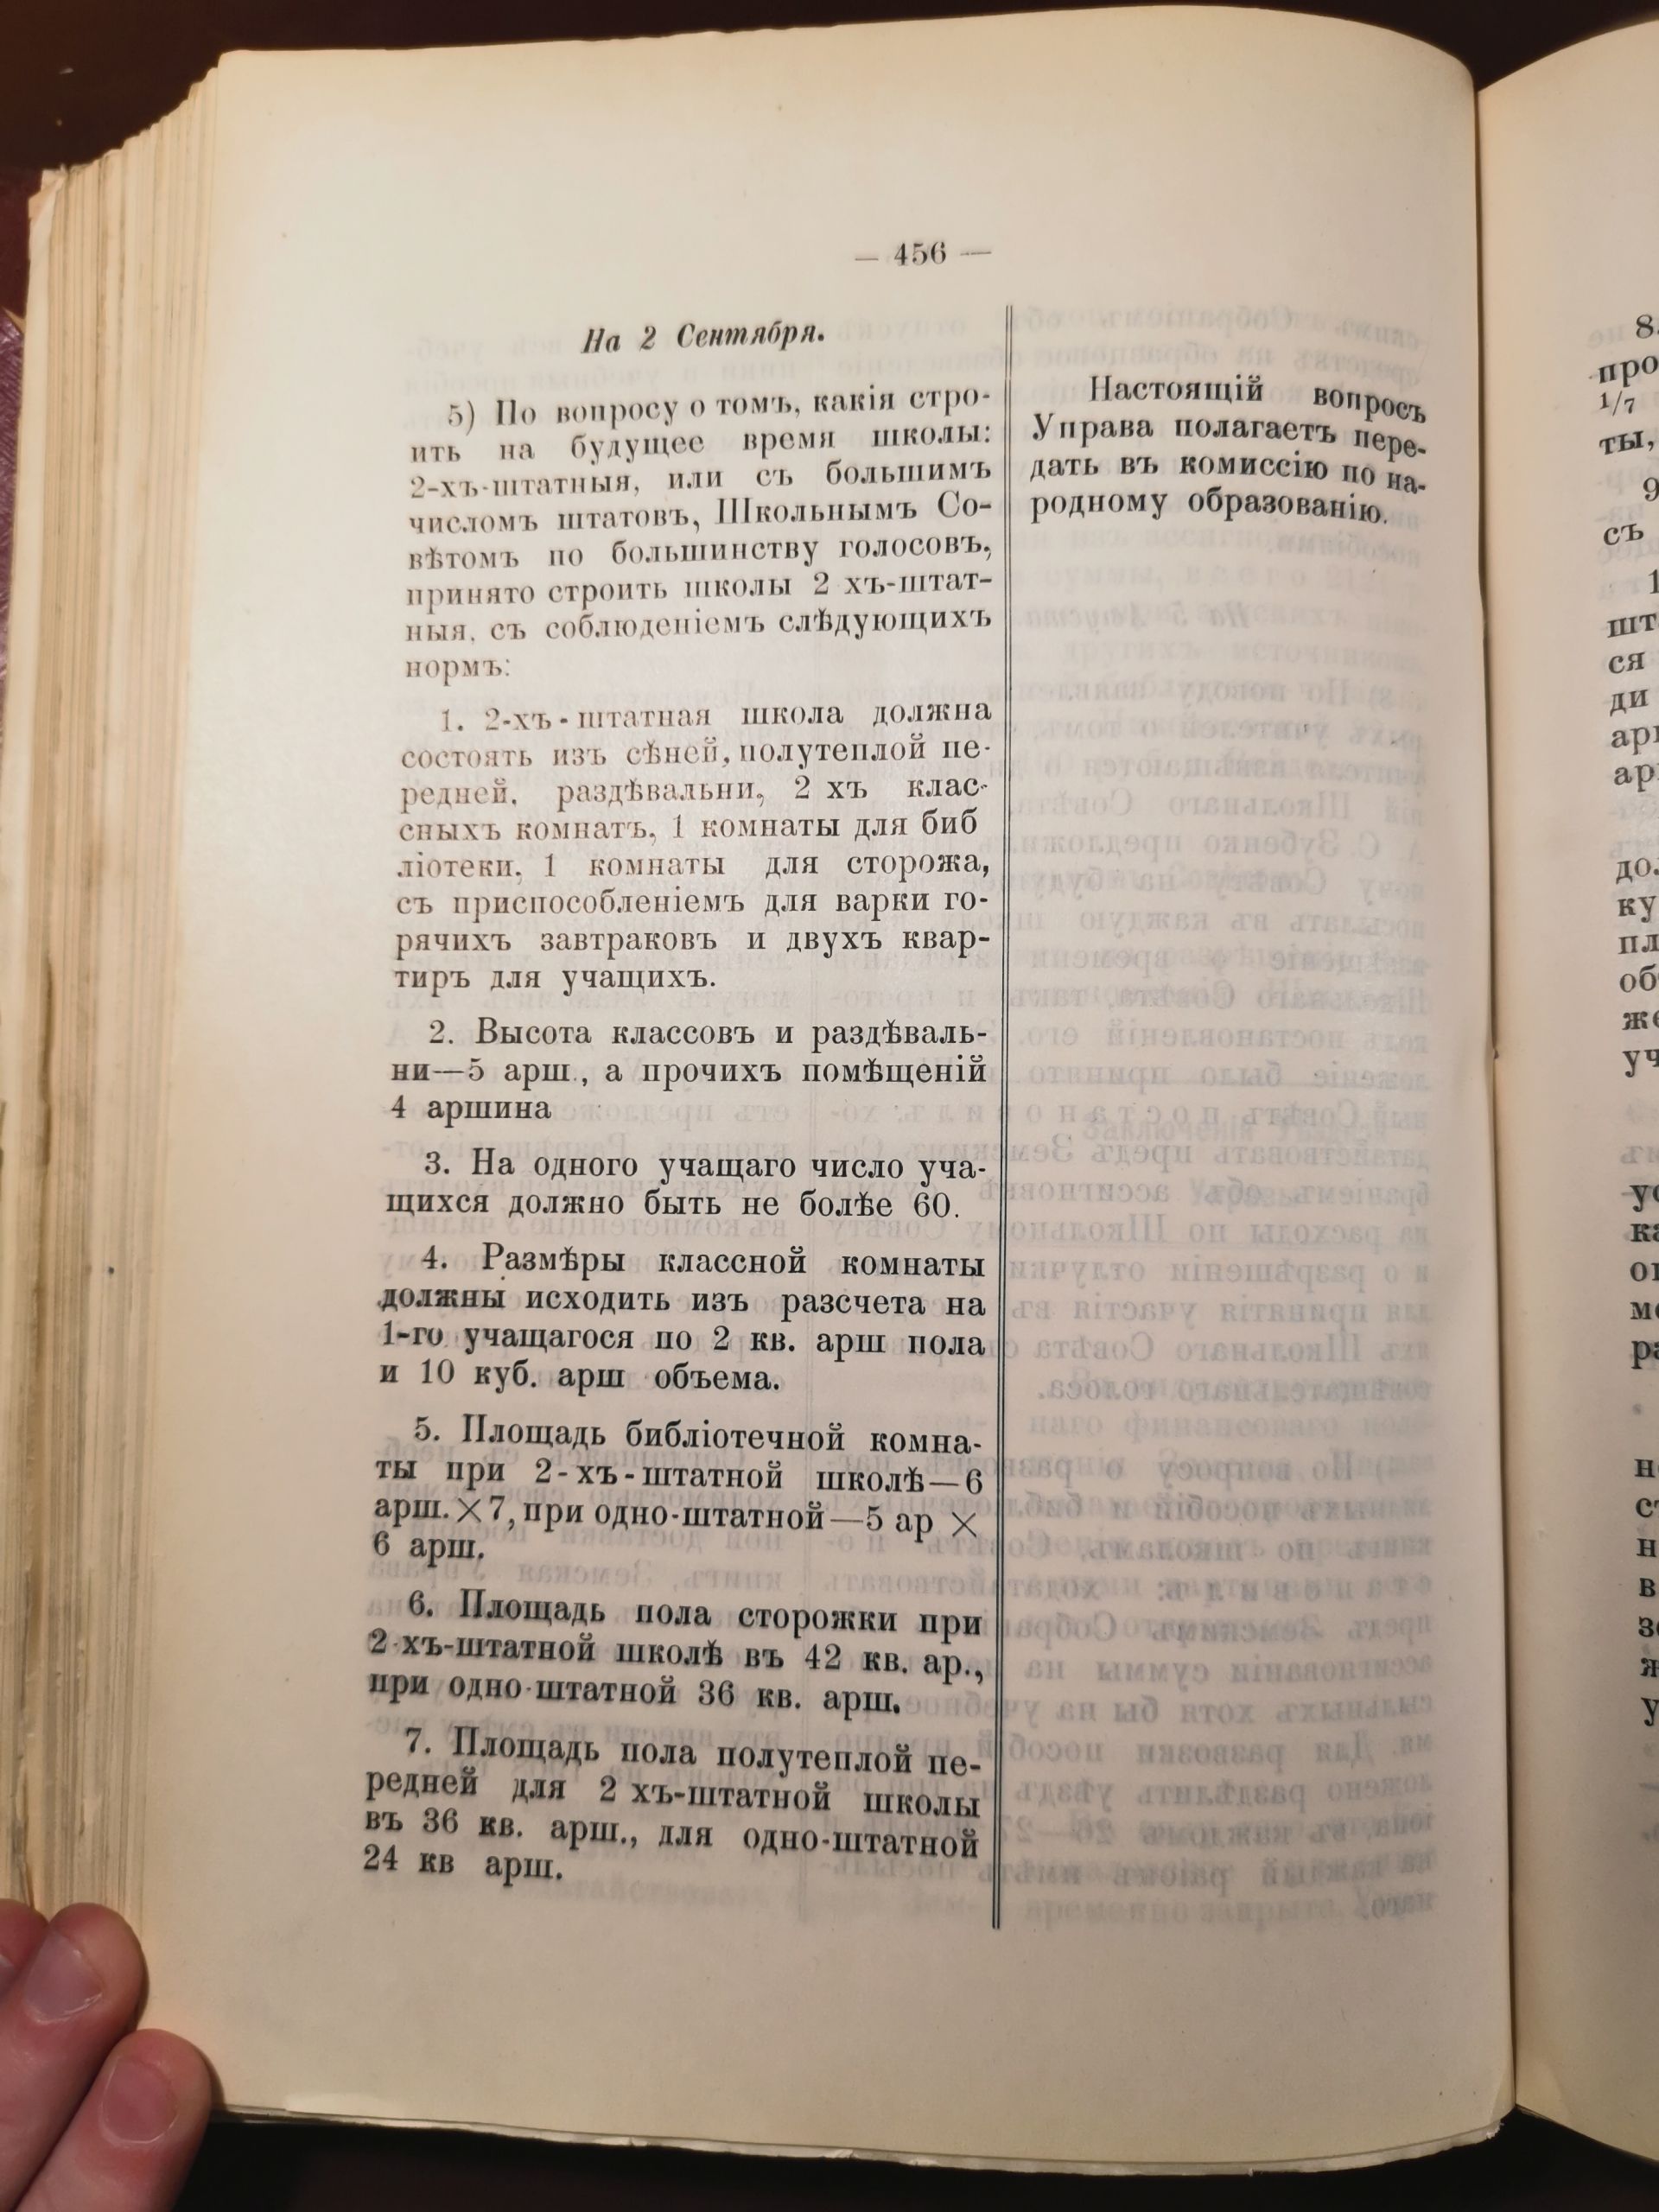 — 456 —
На 2 Сентября.
5) По вопросу о томъ, какія стро-
ить на будущее время школы:
2-хъ-штатныя, или съ большимъ
числомъ штатовъ, Школьнымъ Со-
вѣтомъ по большинству голосовъ,
принято строить школы 2 хъ-штат-
ныя, съ соблюденіемъ слѣдующихъ
нормъ:
1. 2-хъ-штатная школа должна
состоять изъ сѣней, полутеплой пе-
редней, раздѣвальни, 2 хъ клас-
сныхъ комнатъ, 1 комнаты для биб
ліотеки, 1 комнаты для сторожа,
съ приспособленіемъ для варки го-
рячихъ завтраковъ и двухъ квар-
тиръ для учащихъ.
2. Высота классовъ и раздѣваль-
ни—5 арш., а прочихъ помѣщеній
4 аршина
3. На одного учащаго число уча-
щихся должно быть не болѣе 60.
4. Размѣры классной комнаты
должны исходить изъ разсчета на
1-го учащагося по 2 кв. арш пола
и 10 куб. арш объема.
5. Площадь библіотечной комна-
ты при 2-хъ-штатной школѣ—6
арш. × 7, при одно-штатной—5 ар ×
6 арш.
6. Площадь пола сторожки при
2-хъ-штатной школѣ въ 42 кв. ар.,
при одно-штатной 36 кв. арш.
7. Площадь пола полутеплой пе-
редней для 2 хъ-штатной школы
въ 36 кв. арш., для одно-штатной
24 кв арш.
Настоящій вопросъ
Управа полагаетъ пере-
дать въ комиссію по на-
родному образованію.
про
1/7
ты,
съ
шт
ся
ди